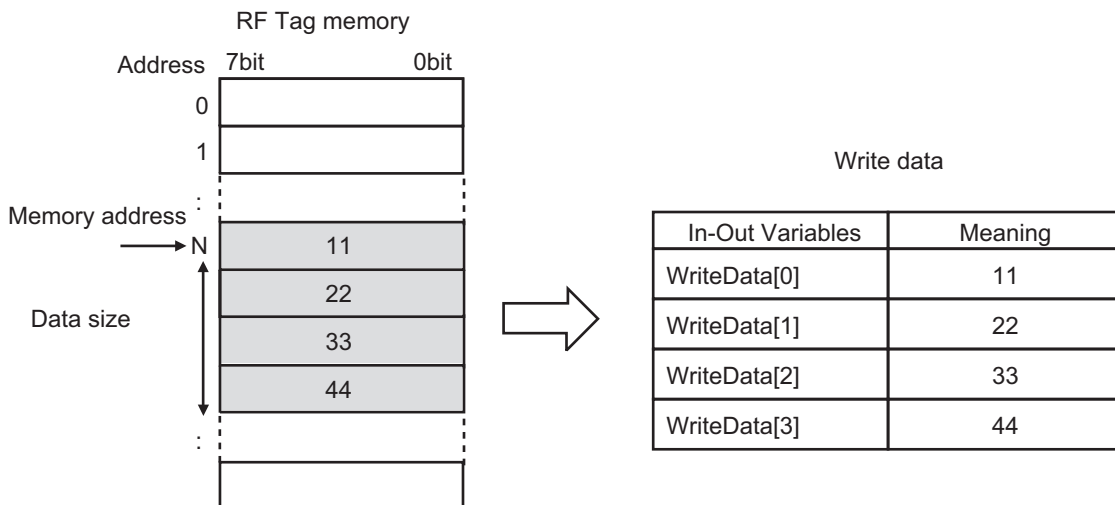 RF Tag memory
Address 7bit 0bit
0
1
:
Memory address
N 11
22
Data size
33
44
:
Write data
In-Out Variables Meaning
WriteData[0] 11
WriteData[1] 22
WriteData[2] 33
WriteData[3] 44